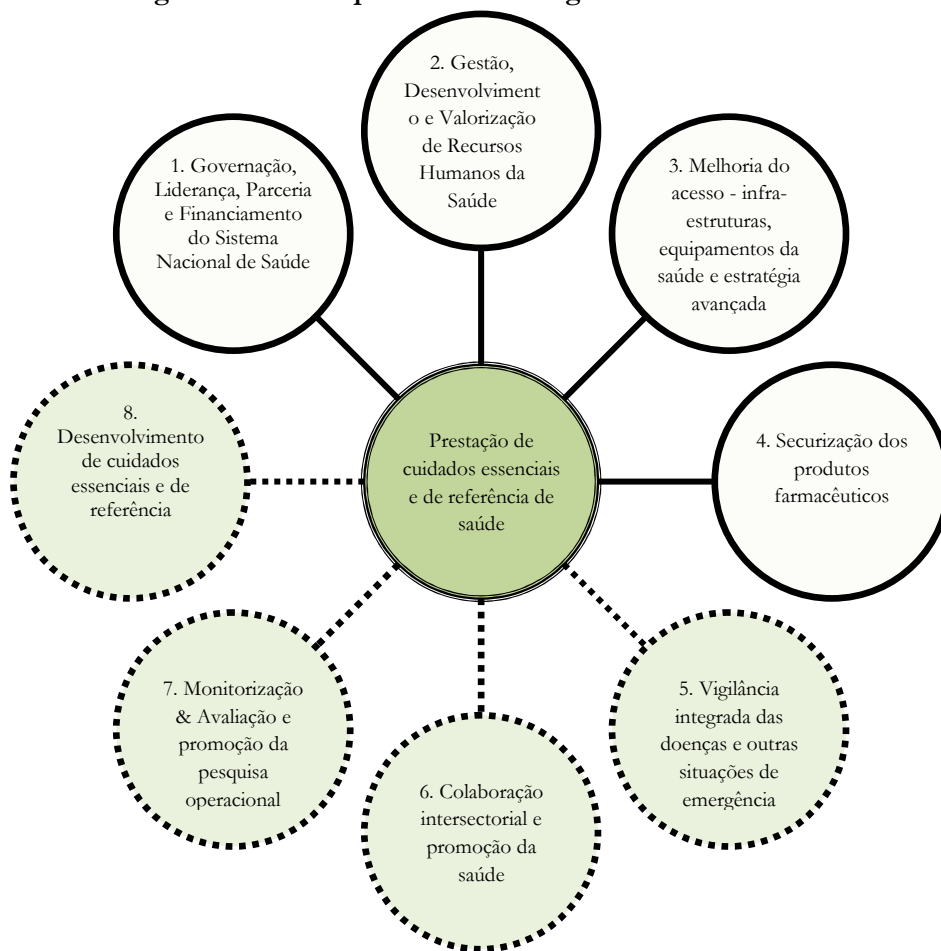 1. Governação,
Liderança, Parceria
e Financiamento
do Sistema
Nacional de Saúde
2. Gestão,
Desenvolviment
o e Valorização
de Recursos
Humanos da
Saúde
3. Melhoria do
acesso - infra-
estruturas,
equipamentos da
saúde e estratégia
avançada
4. Securização dos
produtos
farmacêuticos
5. Vigilância
integrada das
doenças e outras
situações de
emergência
6. Colaboração
intersectorial e
promoção da
saúde
7. Monitorização
& Avaliação e
promoção da
pesquisa
operacional
8.
Desenvolvimento
de cuidados
essenciais e de
referência
Prestação de
cuidados essenciais
e de referência de
saúde